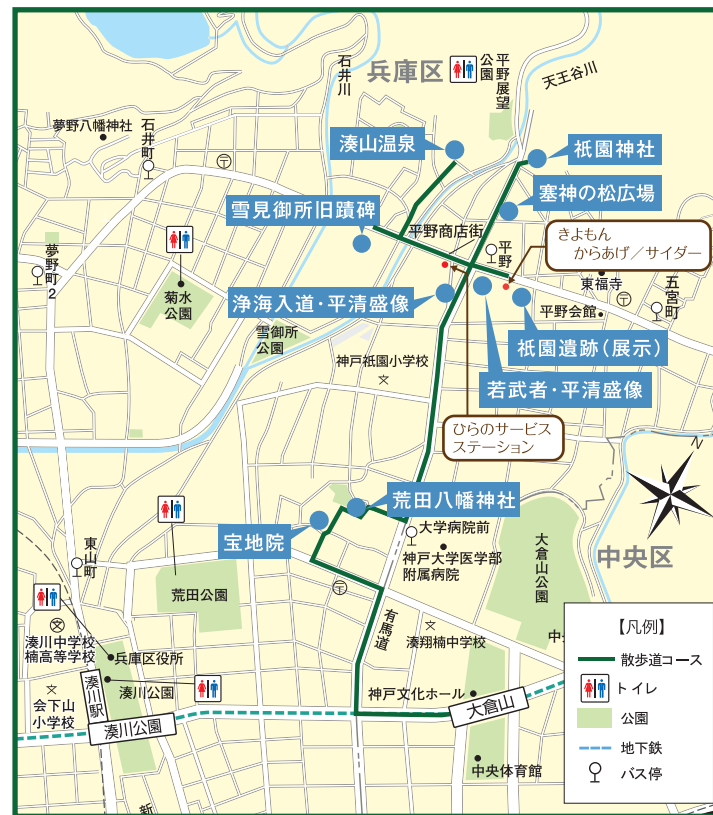 兵庫区
石井川
平野展望
公園
天王谷川
夢野八幡神社
石井町
湊山温泉
祇園神社
塞神の松広場
雪見御所旧蹟碑
平野商店街
平野
きよもん
からあげ/サイダー
夢野町2
菊水
公園
浄海入道・平清盛像
東福寺
五宮町
平野会館
雪御所
公園
祇園遺跡(展示)
神戸祇園小学校
文
若武者・平清盛像
ひらのサービス
ステーション
N
荒田八幡神社
宝地院
大学病院前
神戸大学医学部
附属病院
大倉山公園
中央区
東山町
荒田公園
有馬道
文
湊翔楠中学校
中央
文
湊川中学校
楠高等学校
兵庫区役所
湊川駅
湊川公園
文
会下山
小学校
湊川公園
神戸文化ホール
大倉山
中央体育館
新
【凡例】
散歩道コース
トイレ
公園
地下鉄
バス停